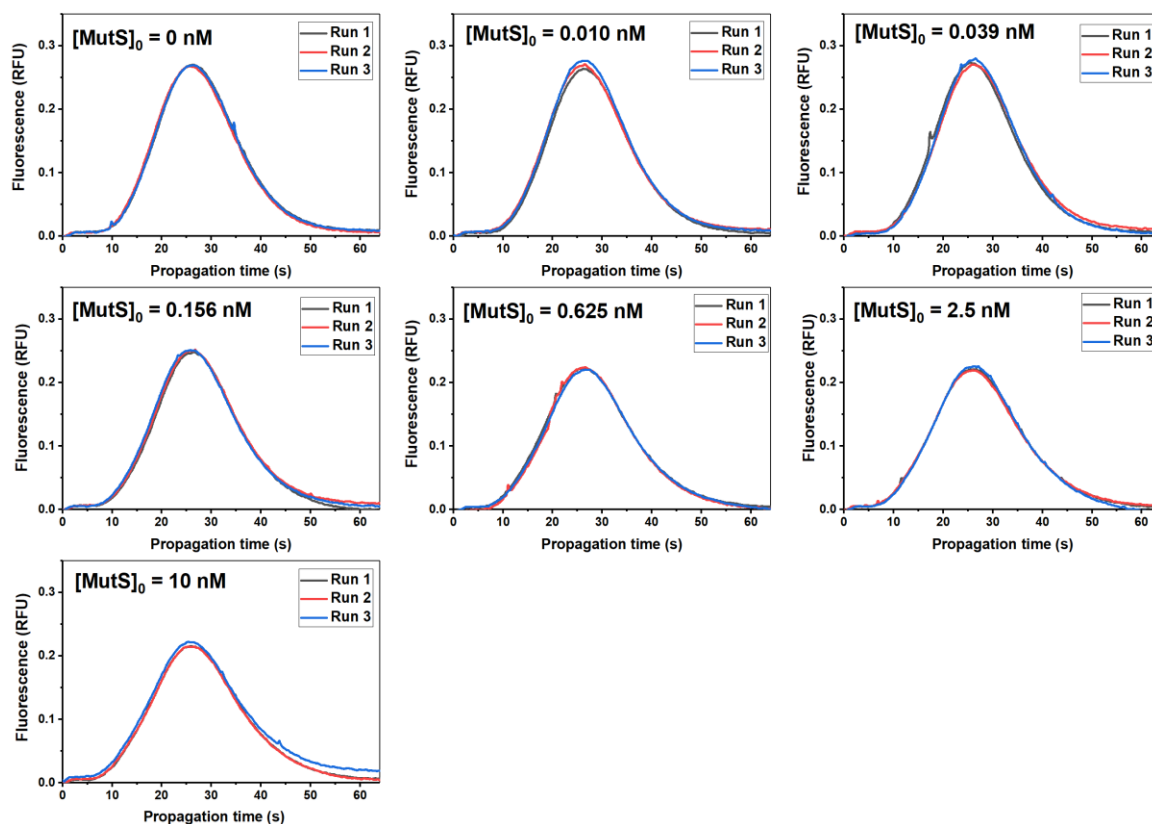 [MutS]₀ = 0 nM
Run 1
Run 2
Run 3
Fluorescence (RFU)
0.3
0.2
0.1
0.0
0 10 20 30 40 50 60
Propagation time (s)
[MutS]₀ = 0.010 nM
Run 1
Run 2
Run 3
Fluorescence (RFU)
0.3
0.2
0.1
0.0
0 10 20 30 40 50 60
Propagation time (s)
[MutS]₀ = 0.039 nM
Run 1
Run 2
Run 3
Fluorescence (RFU)
0.3
0.2
0.1
0.0
0 10 20 30 40 50 60
Propagation time (s)
[MutS]₀ = 0.156 nM
Run 1
Run 2
Run 3
Fluorescence (RFU)
0.3
0.2
0.1
0.0
0 10 20 30 40 50 60
Propagation time (s)
[MutS]₀ = 0.625 nM
Run 1
Run 2
Run 3
Fluorescence (RFU)
0.3
0.2
0.1
0.0
0 10 20 30 40 50 60
Propagation time (s)
[MutS]₀ = 2.5 nM
Run 1
Run 2
Run 3
Fluorescence (RFU)
0.3
0.2
0.1
0.0
0 10 20 30 40 50 60
Propagation time (s)
[MutS]₀ = 10 nM
Run 1
Run 2
Run 3
Fluorescence (RFU)
0.3
0.2
0.1
0.0
0 10 20 30 40 50 60
Propagation time (s)